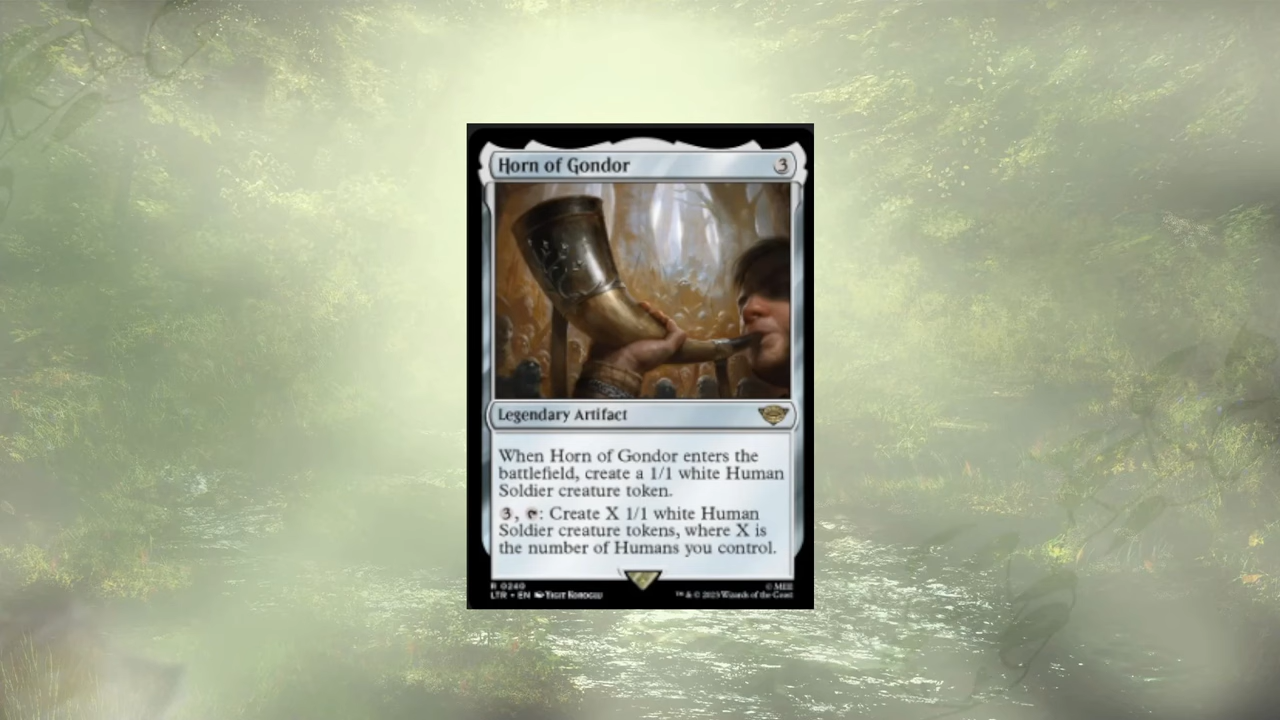 Horn of Gondor 3
Legendary Artifact
When Horn of Gondor enters the
battlefield, create a 1/1 white Human
Soldier creature token.
3, : Create X 1/1 white Human
Soldier creature tokens, where X is
the number of Humans you control.
R 0240
LTR • EN
™ & © 2023 Wizards of the Coast